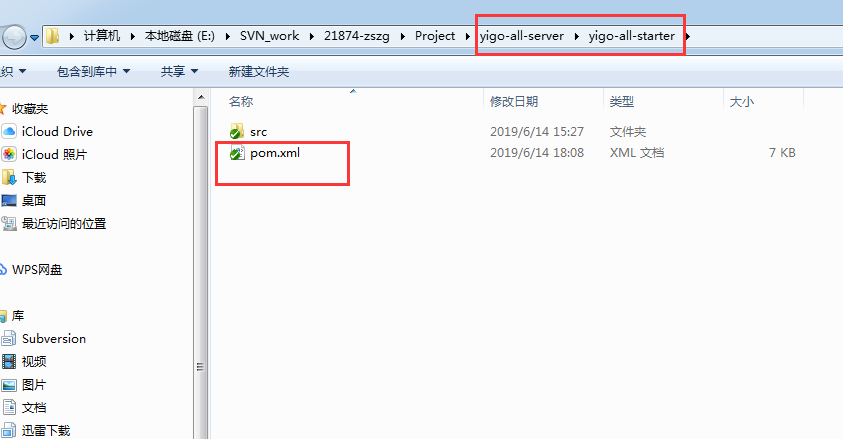 计算机 本地磁盘 (E:) SVN_work 21874-zszg Project yigo-all-server yigo-all-starter
织 包含到库中 共享 新建文件夹
名称 修改日期 类型 大小
收藏夹
iCloud Drive
iCloud 照片
下载
桌面
最近访问的位置
WPS网盘
库
Subversion
视频
图片
文档
迅雷下载
src 2019/6/14 15:27 文件夹
pom.xml 2019/6/14 18:08 XML 文档 7 KB